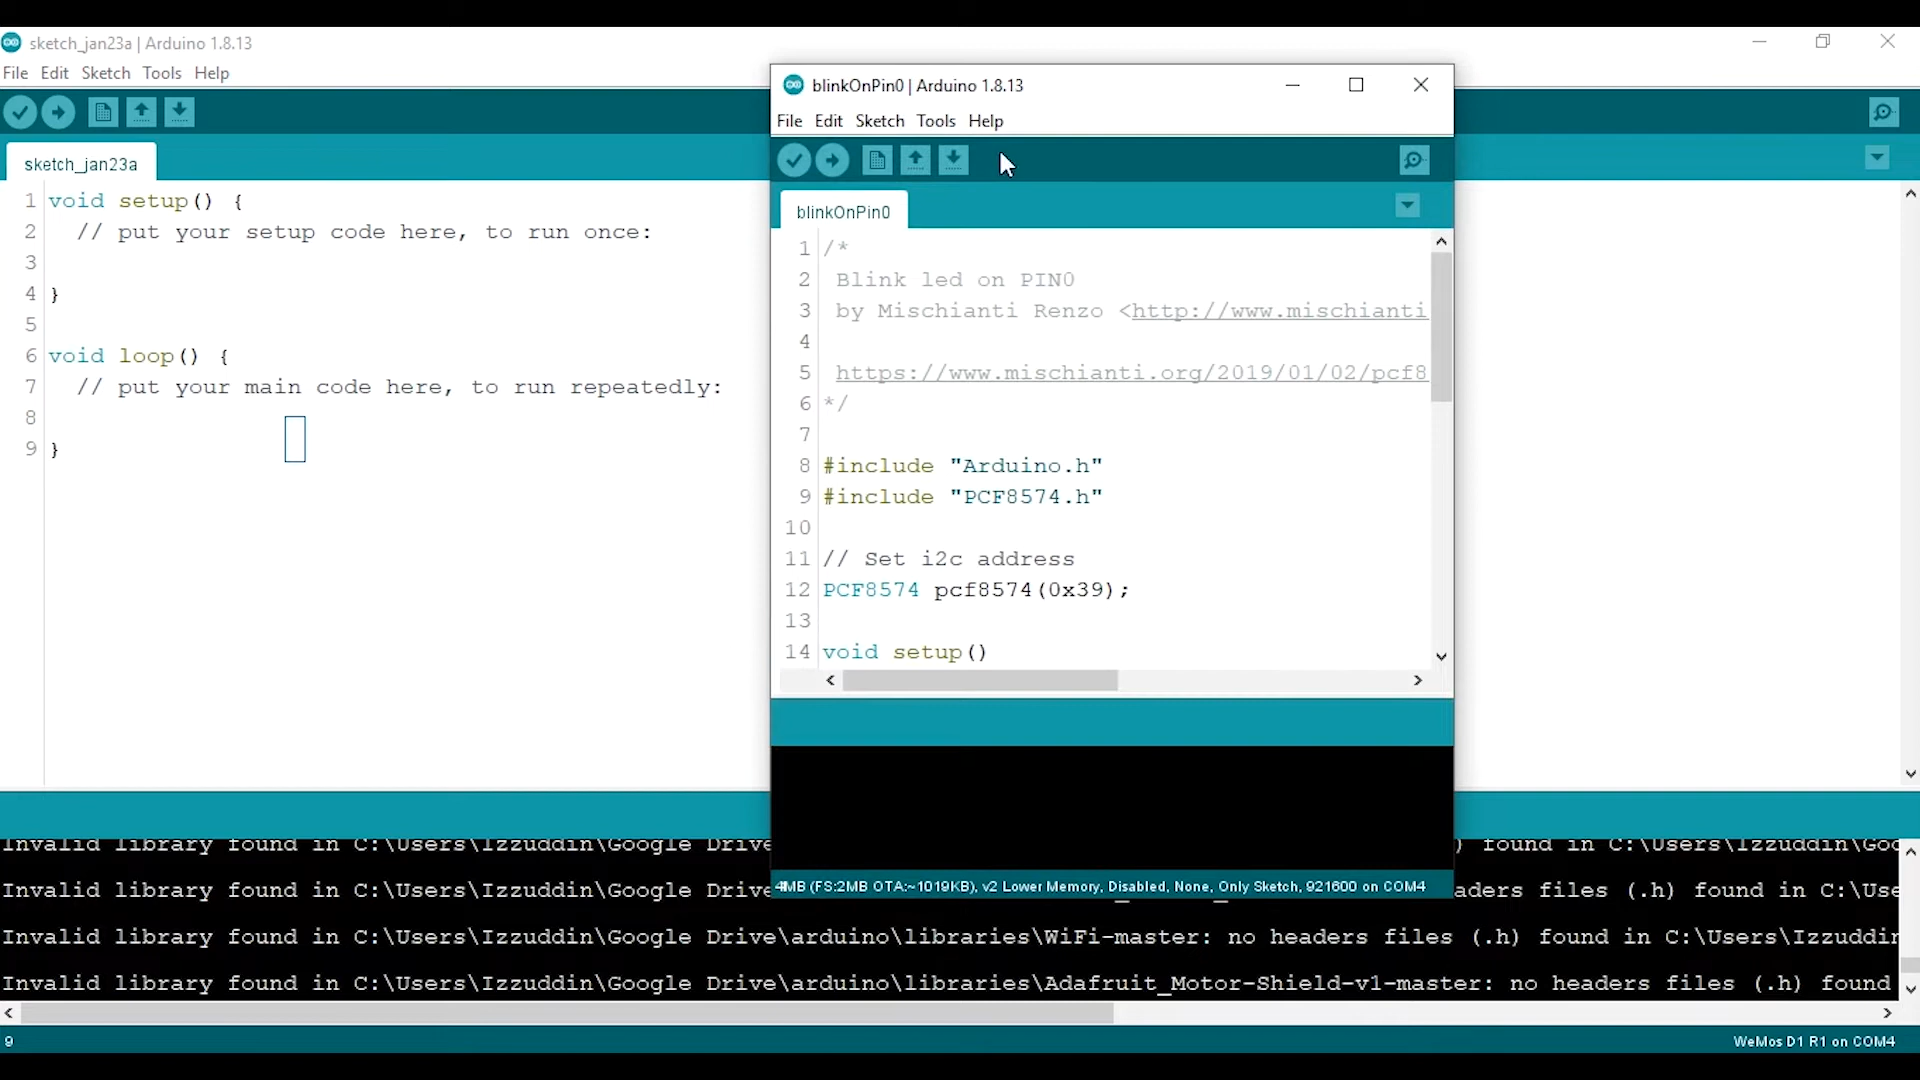 sketch_jan23a | Arduino 1.8.13
File Edit Sketch Tools Help
sketch_jan23a
1 void setup() {
2 // put your setup code here, to run once:
3
4 }
5
6 void loop() {
7 // put your main code here, to run repeatedly:
8
9 }
blinkOnPin0 | Arduino 1.8.13
File Edit Sketch Tools Help
blinkOnPin0
1 /*
2 Blink led on PIN0
3 by Mischianti Renzo <http://www.mischianti
4
5 https://www.mischianti.org/2019/01/02/pcf8
6 */
7
8 #include "Arduino.h"
9 #include "PCF8574.h"
10
11 // Set i2c address
12 PCF8574 pcf8574(0x39);
13
14 void setup()
4MB (FS:2MB OTA:~1019KB), v2 Lower Memory, Disabled, None, Only Sketch, 921600 on COM4
Invalid library found in C:\Users\Izzuddin\Google Drive ) found in C:\Users\Izzuddin\Goo
Invalid library found in C:\Users\Izzuddin\Google Drive aders files (.h) found in C:\Use
Invalid library found in C:\Users\Izzuddin\Google Drive\arduino\libraries\WiFi-master: no headers files (.h) found in C:\Users\Izzuddin
Invalid library found in C:\Users\Izzuddin\Google Drive\arduino\libraries\Adafruit_Motor-Shield-v1-master: no headers files (.h) found
9
WeMos D1 R1 on COM4